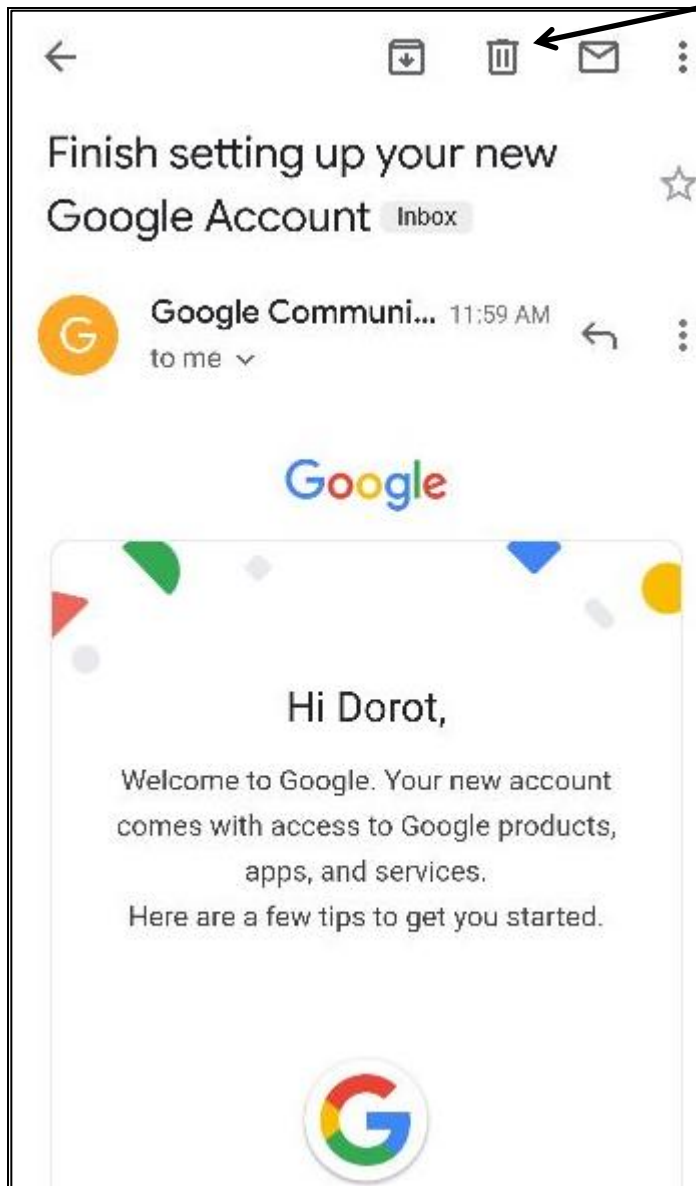 Finish setting up your new
Google Account Inbox
G
Google Communi... 11:59 AM
to me
Google
Hi Dorot,
Welcome to Google. Your new account
comes with access to Google products,
apps, and services.
Here are a few tips to get you started.
G